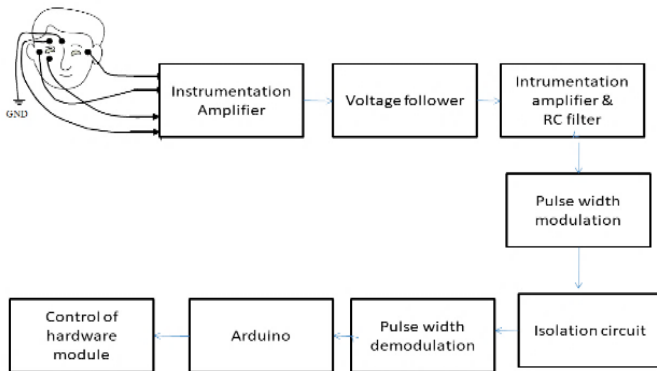 GND
Instrumentation
Amplifier
Voltage follower
Intrumentation
amplifier &
RC filter
Pulse width
modulation
Isolation circuit
Pulse width
demodulation
Arduino
Control of
hardware
module